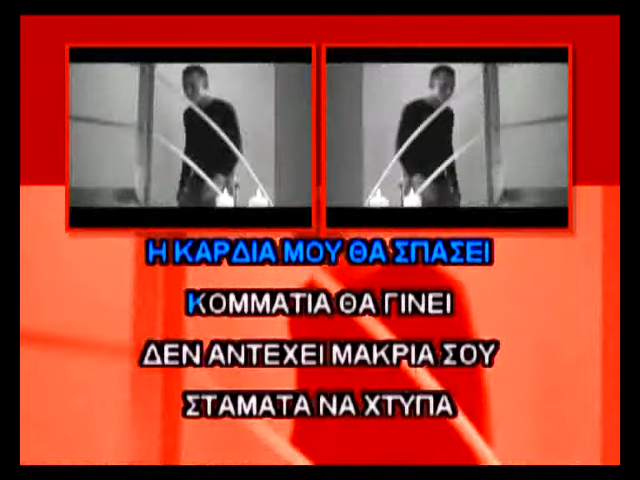 Η ΚΑΡΔΙΑ ΜΟΥ ΘΑ ΣΠΑΣΕΙ
ΚΟΜΜΑΤΙΑ ΘΑ ΓΙΝΕΙ
ΔΕΝ ΑΝΤΕΧΕΙ ΜΑΚΡΙΑ ΣΟΥ
ΣΤΑΜΑΤΑ ΝΑ ΧΤΥΠΑ